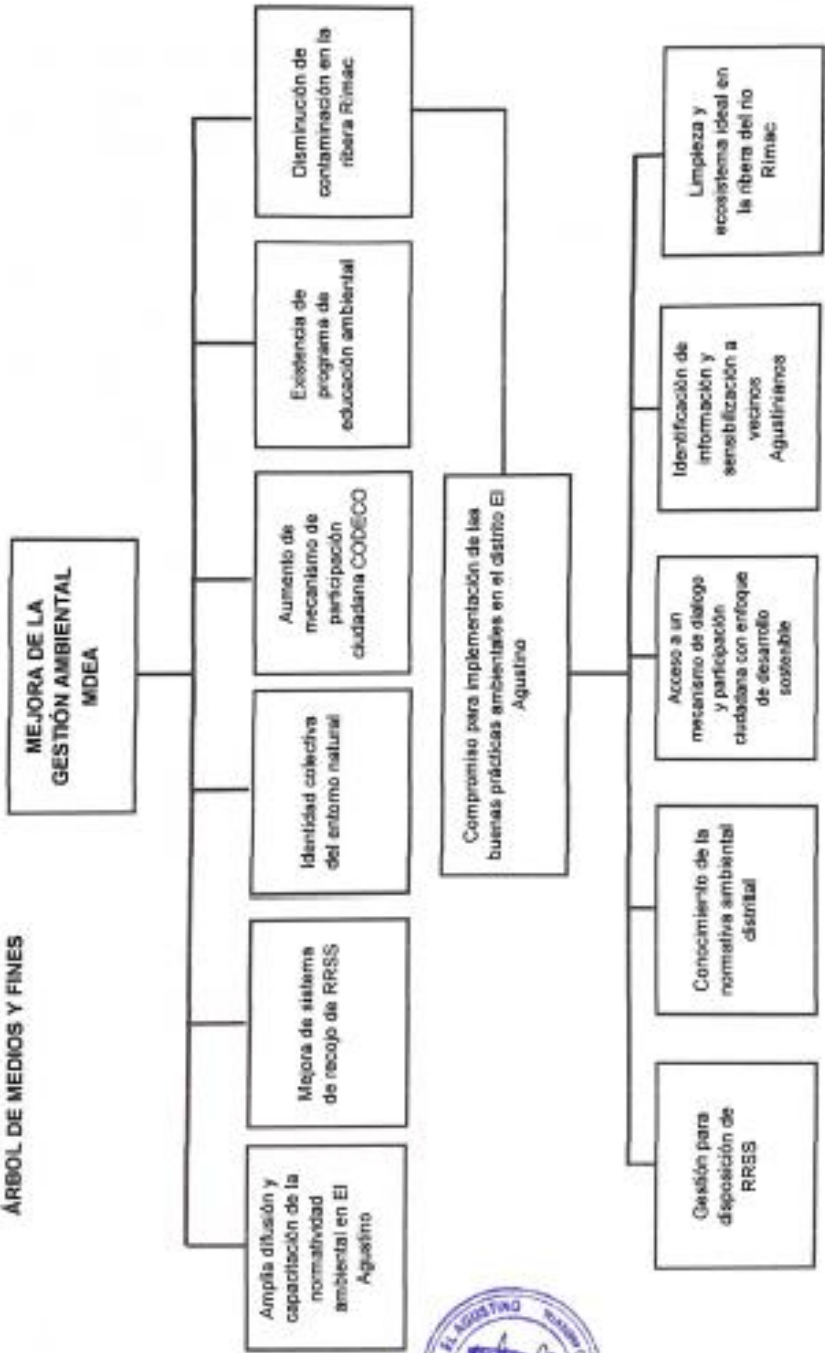 ÁRBOL DE MEDIOS Y FINES
MEJORA DE LA
GESTIÓN AMBIENTAL
MDEA
Amplia difusión y
capacitación de la
normatividad
ambiental en El
Agustino
Mejora de sistema
de recojo de RRSS
Identidad colectiva
del entorno natural
Aumento de
mecanismo de
participación
ciudadana CODECO
Existencia de
programa de
educación ambiental
Disminución de
contaminación en la
ribera Rimac
Compromiso para implementación de las
buenas prácticas ambientales en el distrito El
Agustino
Gestión para
disposición de
RRSS
Conocimiento de la
normativa ambiental
distrital
Acceso a un
mecanismo de dialogo
y participación
ciudadana con enfoque
de desarrollo
sostenible
Identificación de
información y
sensibilización a
vecinos
Agustinianos
Limpieza y
ecosistema ideal en
la ribera del rio
Rimac
EL AGUSTINO